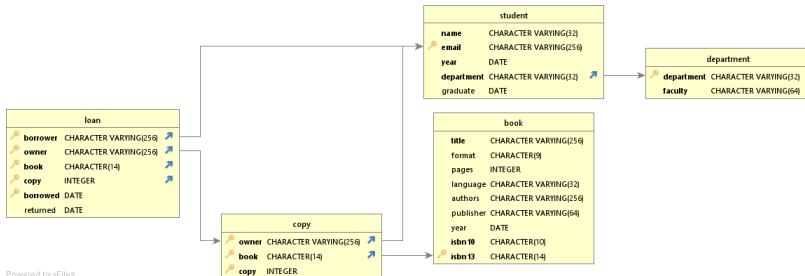 student
name CHARACTER VARYING(32)
email CHARACTER VARYING(256)
year DATE
department CHARACTER VARYING(32)
graduate DATE
department
department CHARACTER VARYING(32)
faculty CHARACTER VARYING(64)
loan
borrower CHARACTER VARYING(256)
owner CHARACTER VARYING(256)
book CHARACTER(14)
copy INTEGER
borrowed DATE
returned DATE
book
title CHARACTER VARYING(256)
format CHARACTER(9)
pages INTEGER
language CHARACTER VARYING(32)
authors CHARACTER VARYING(256)
publisher CHARACTER VARYING(64)
year DATE
isbn10 CHARACTER(10)
isbn13 CHARACTER(14)
copy
owner CHARACTER VARYING(256)
book CHARACTER(14)
copy INTEGER
Powered by yFiles